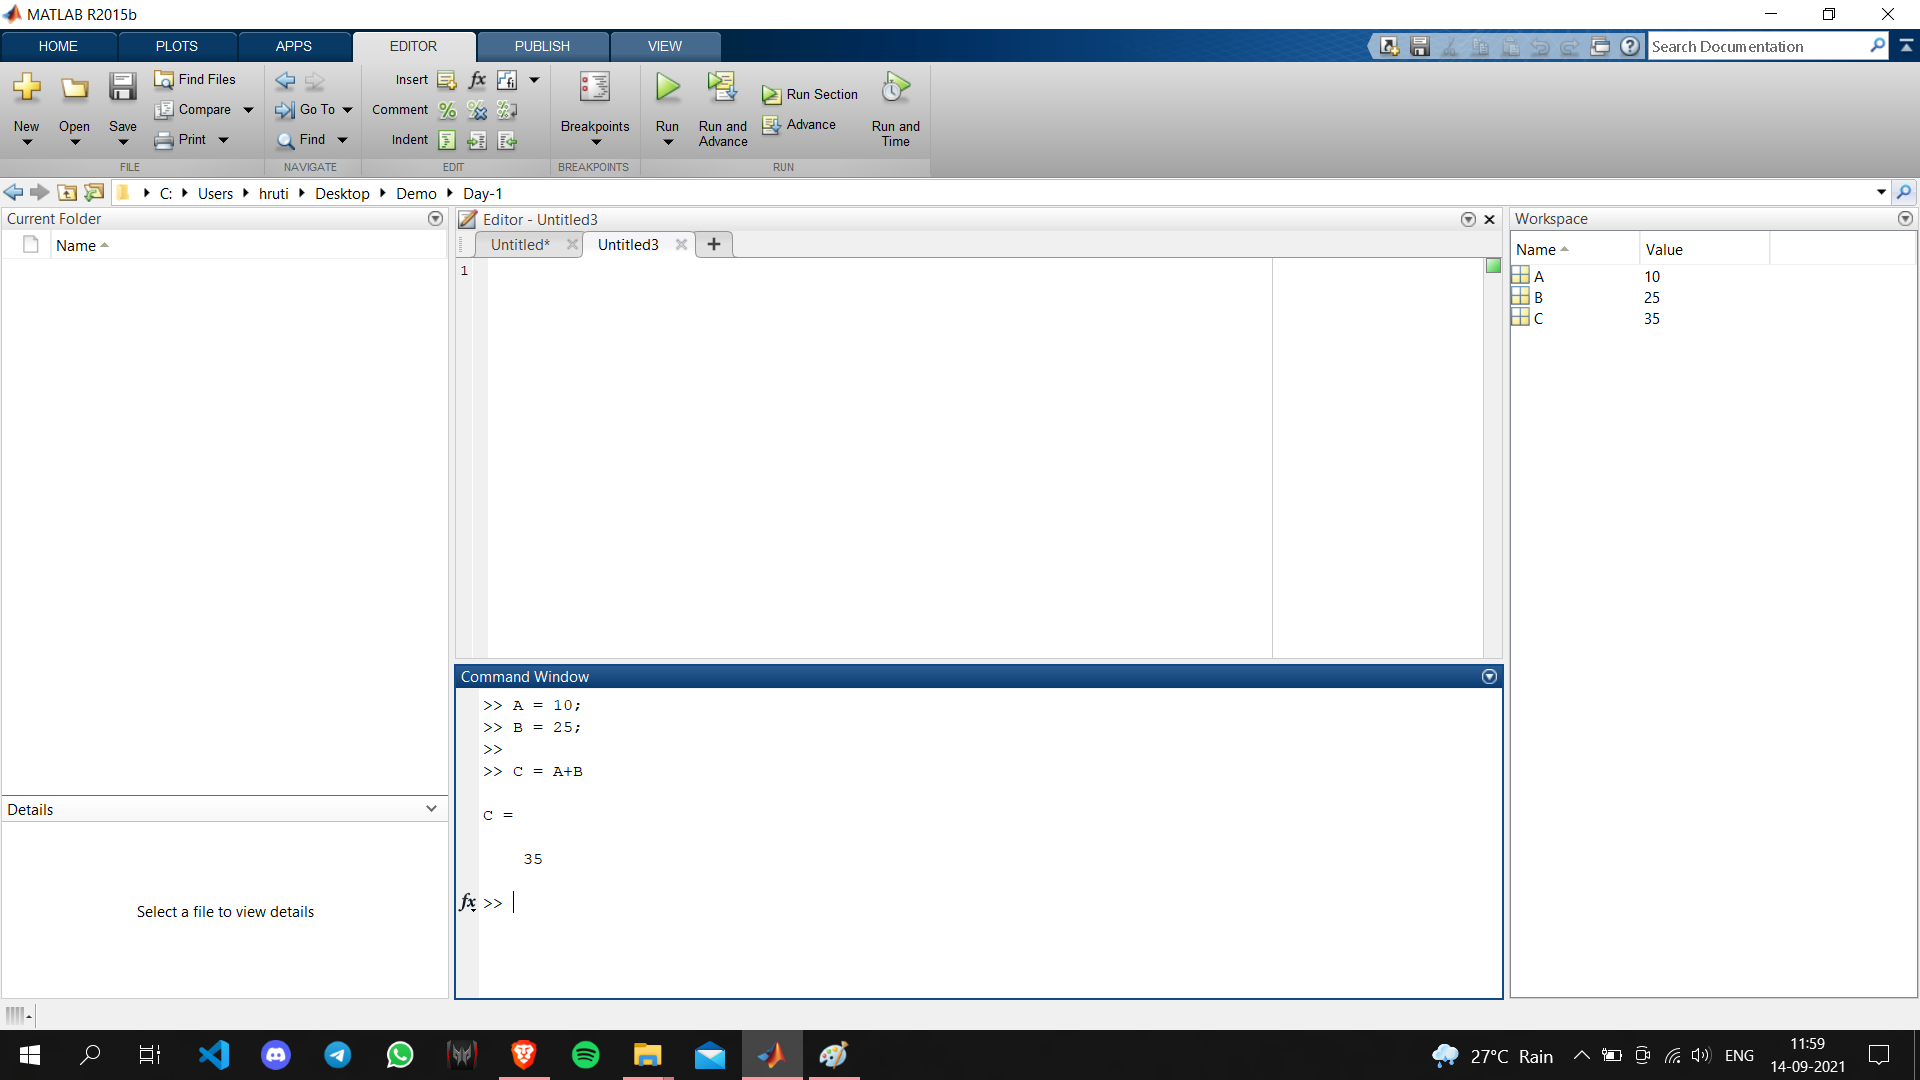 MATLAB R2015b
HOME PLOTS APPS EDITOR PUBLISH VIEW
Search Documentation
New
Open
Save
Find Files
Compare
Print
FILE
Go To
Find
NAVIGATE
Insert fx
Comment
Indent
EDIT
Breakpoints
BREAKPOINTS
Run
Run and
Advance
Run Section
Advance
Run and
Time
RUN
C: Users hruti Desktop Demo Day-1
Current Folder
Name
Details
Select a file to view details
Editor - Untitled3
Untitled* Untitled3 +
1
Command Window
>> A = 10;
>> B = 25;
>>
>> C = A+B
C =
35
fx >>
Workspace
Name Value
A 10
B 25
C 35
27°C Rain
ENG
11:59
14-09-2021